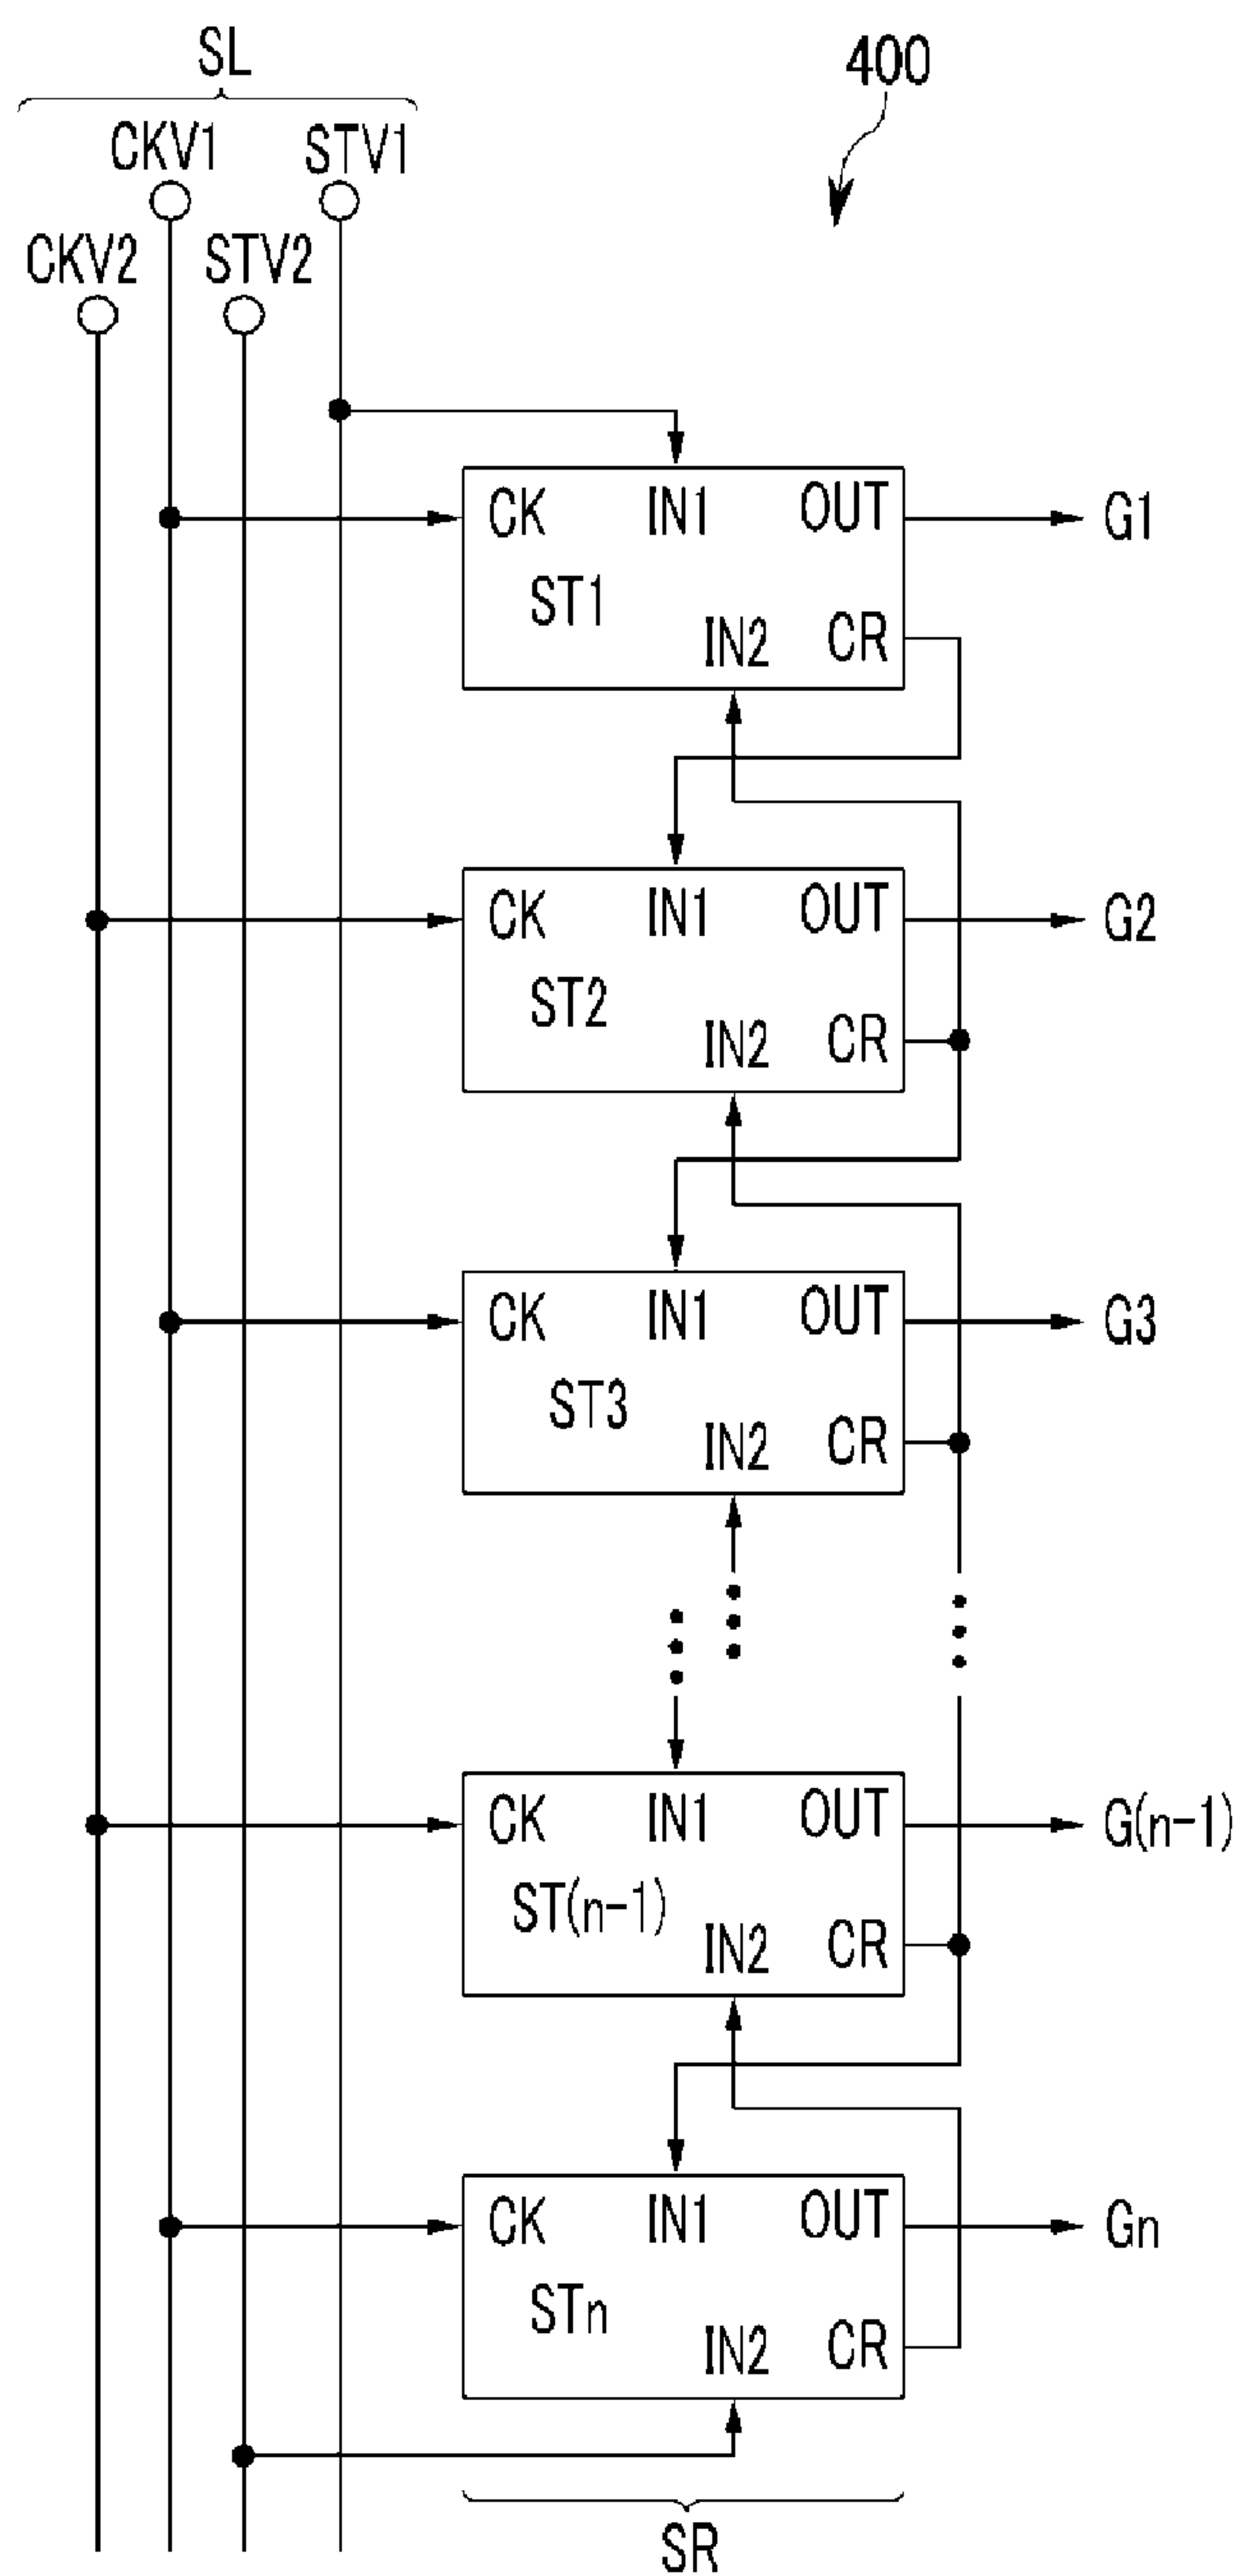 SL
400
CKV1 STV1
CKV2 STV2
CK IN1 OUT G1
ST1
IN2 CR
CK IN1 OUT G2
ST2
IN2 CR
CK IN1 OUT G3
ST3
IN2 CR
CK IN1 OUT G(n-1)
ST(n-1)
IN2 CR
CK IN1 OUT Gn
STn
IN2 CR
SR